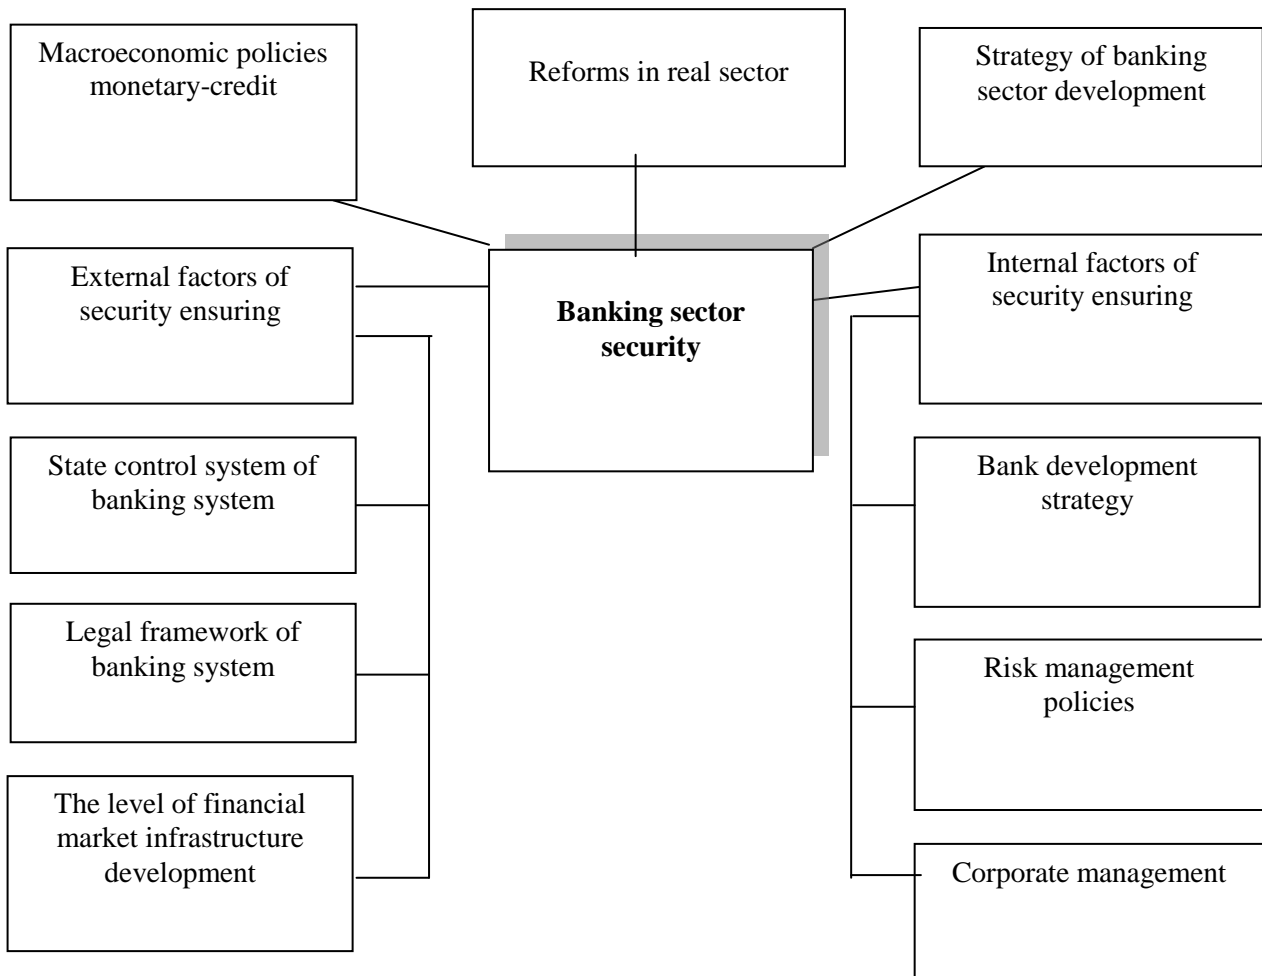 Macroeconomic policies
monetary-credit
Reforms in real sector
Strategy of banking
sector development
External factors of
security ensuring
Banking sector
security
Internal factors of
security ensuring
State control system of
banking system
Bank development
strategy
Legal framework of
banking system
Risk management
policies
The level of financial
market infrastructure
development
Corporate management